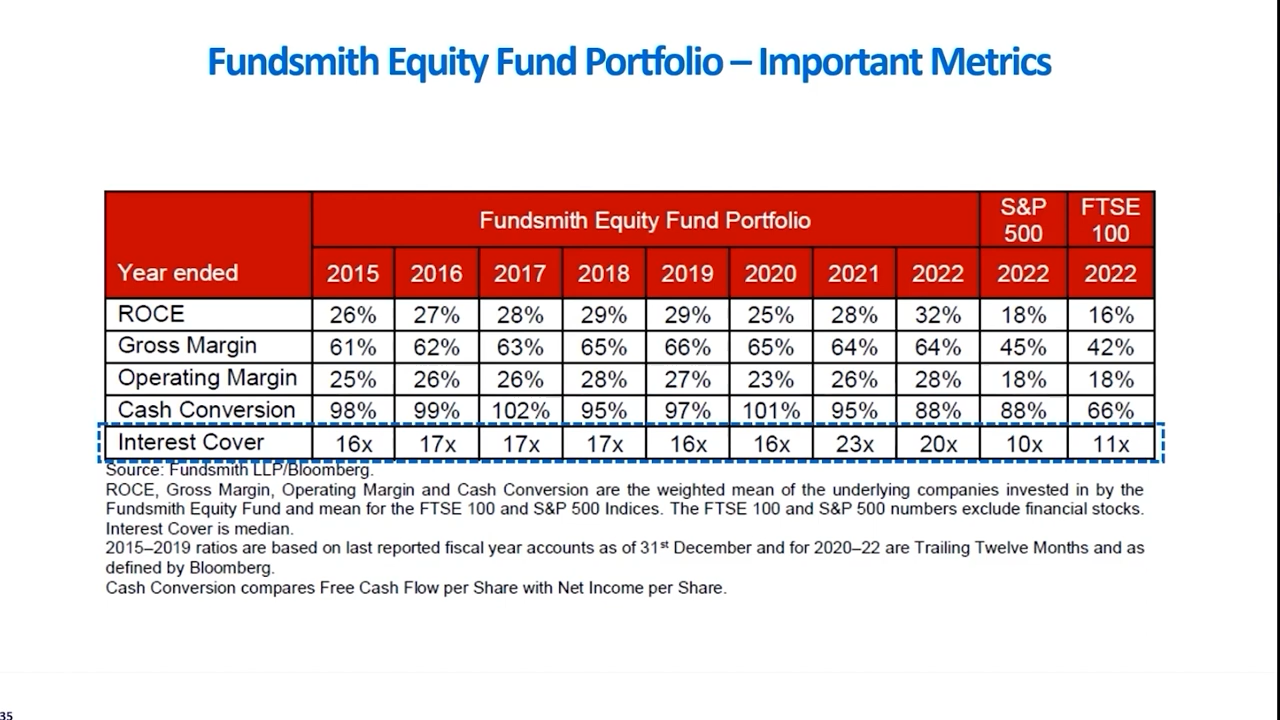 Fundsmith Equity Fund Portfolio – Important Metrics
Fundsmith Equity Fund Portfolio S&P 500 FTSE 100
Year ended 2015 2016 2017 2018 2019 2020 2021 2022 2022 2022
ROCE 26% 27% 28% 29% 29% 25% 28% 32% 18% 16%
Gross Margin 61% 62% 63% 65% 66% 65% 64% 64% 45% 42%
Operating Margin 25% 26% 26% 28% 27% 23% 26% 28% 18% 18%
Cash Conversion 98% 99% 102% 95% 97% 101% 95% 88% 88% 66%
Interest Cover 16x 17x 17x 17x 16x 16x 23x 20x 10x 11x
Source: Fundsmith LLP/Bloomberg.
ROCE, Gross Margin, Operating Margin and Cash Conversion are the weighted mean of the underlying companies invested in by the
Fundsmith Equity Fund and mean for the FTSE 100 and S&P 500 Indices. The FTSE 100 and S&P 500 numbers exclude financial stocks.
Interest Cover is median.
2015–2019 ratios are based on last reported fiscal year accounts as of 31st December and for 2020–22 are Trailing Twelve Months and as
defined by Bloomberg.
Cash Conversion compares Free Cash Flow per Share with Net Income per Share.
35